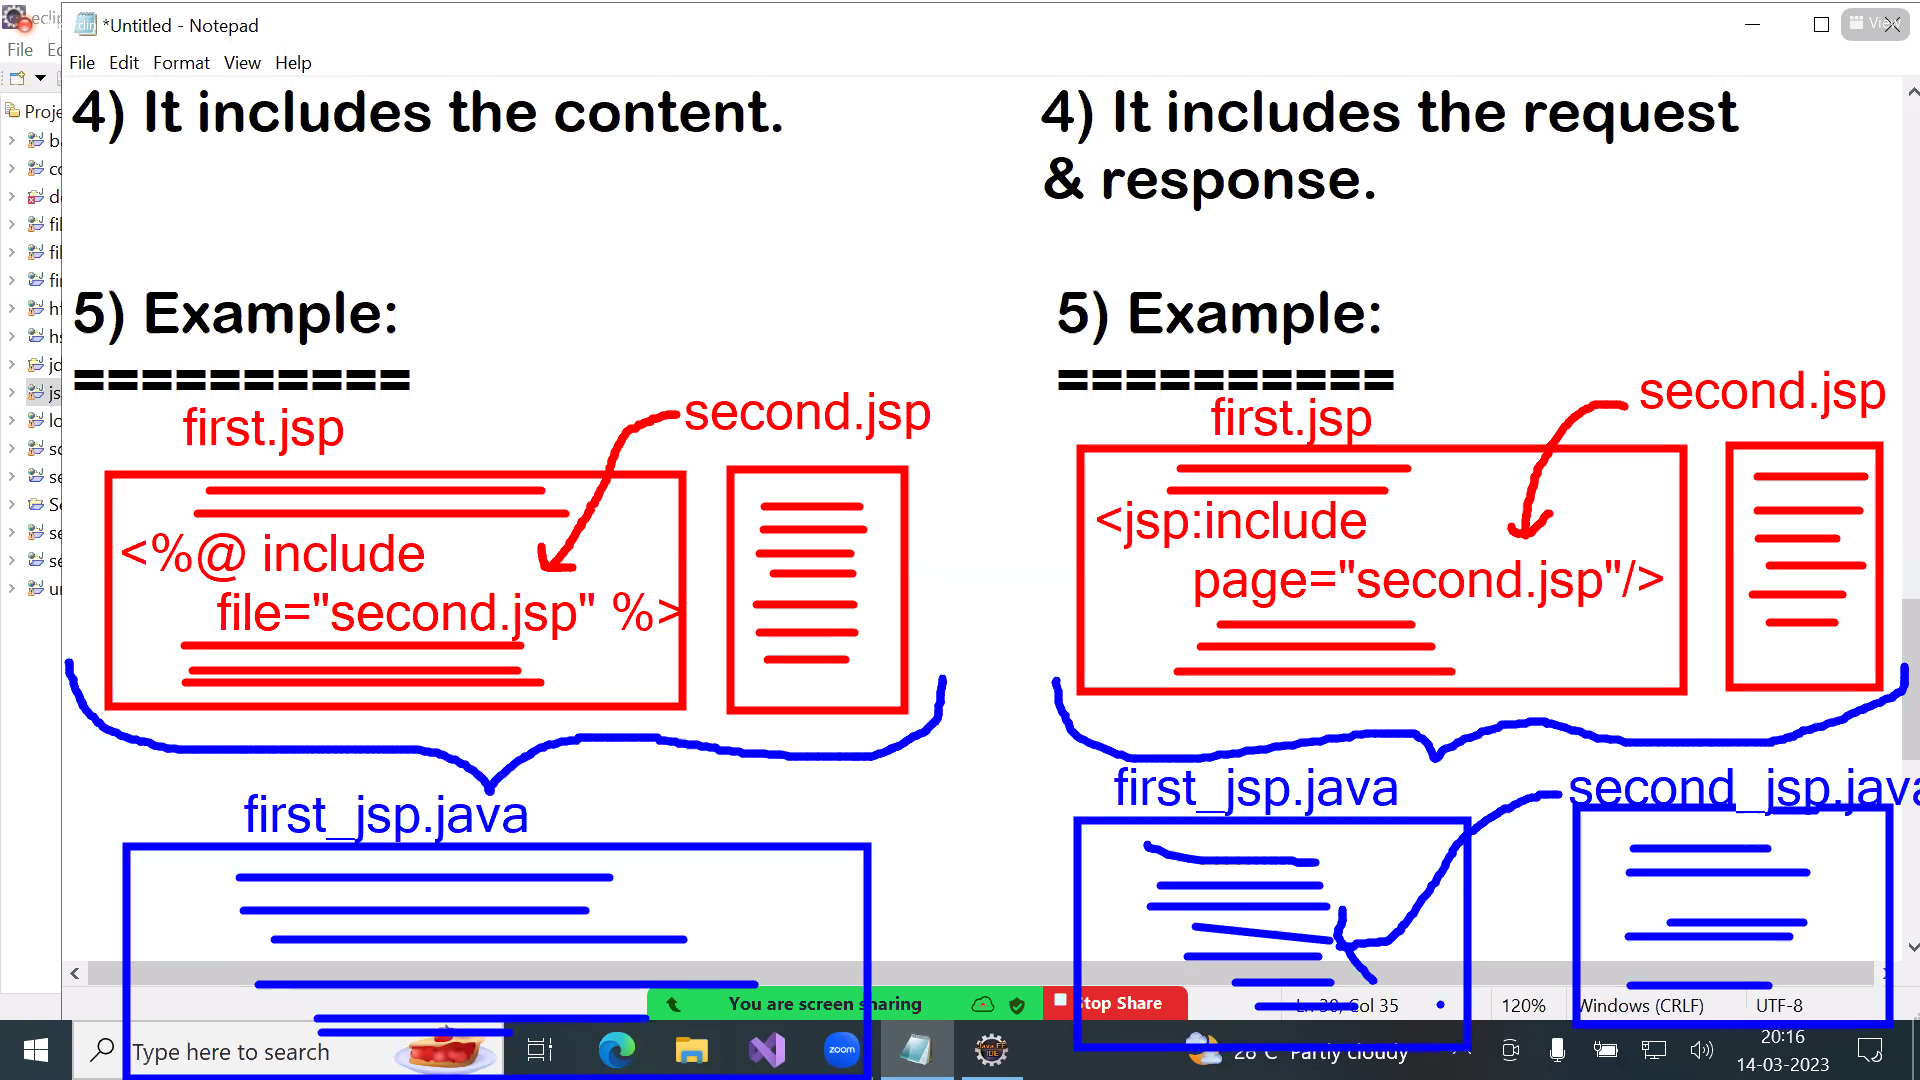 *Untitled - Notepad
View
File Edit Format View Help
File
4) It includes the content.
4) It includes the request
& response.
5) Example:
==========
first.jsp
second.jsp
<%@ include
file="second.jsp" %>
first_jsp.java
5) Example:
==========
first.jsp
second.jsp
<jsp:include
page="second.jsp"/>
first_jsp.java
second_jsp.java
You are screen sharing
Stop Share
Ln 30, Col 35
120%
Windows (CRLF)
UTF-8
Type here to search
zoom
28°C Partly cloudy
20:16
14-03-2023